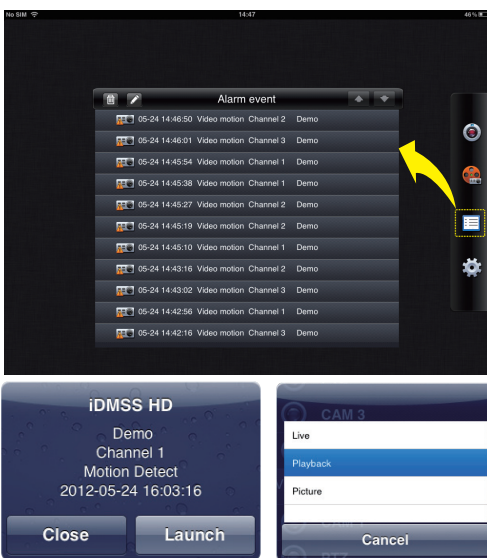 No SIM 14:47 46 %
Alarm event
05-24 14:46:50 Video motion Channel 2 Demo
05-24 14:46:01 Video motion Channel 3 Demo
05-24 14:45:54 Video motion Channel 1 Demo
05-24 14:45:38 Video motion Channel 1 Demo
05-24 14:45:27 Video motion Channel 2 Demo
05-24 14:45:19 Video motion Channel 2 Demo
05-24 14:45:10 Video motion Channel 1 Demo
05-24 14:43:16 Video motion Channel 2 Demo
05-24 14:43:02 Video motion Channel 3 Demo
05-24 14:42:56 Video motion Channel 1 Demo
05-24 14:42:16 Video motion Channel 3 Demo
iDMSS HD
Demo
Channel 1
Motion Detect
2012-05-24 16:03:16
Close Launch
CAM 3
Live
Playback
Picture
Cancel